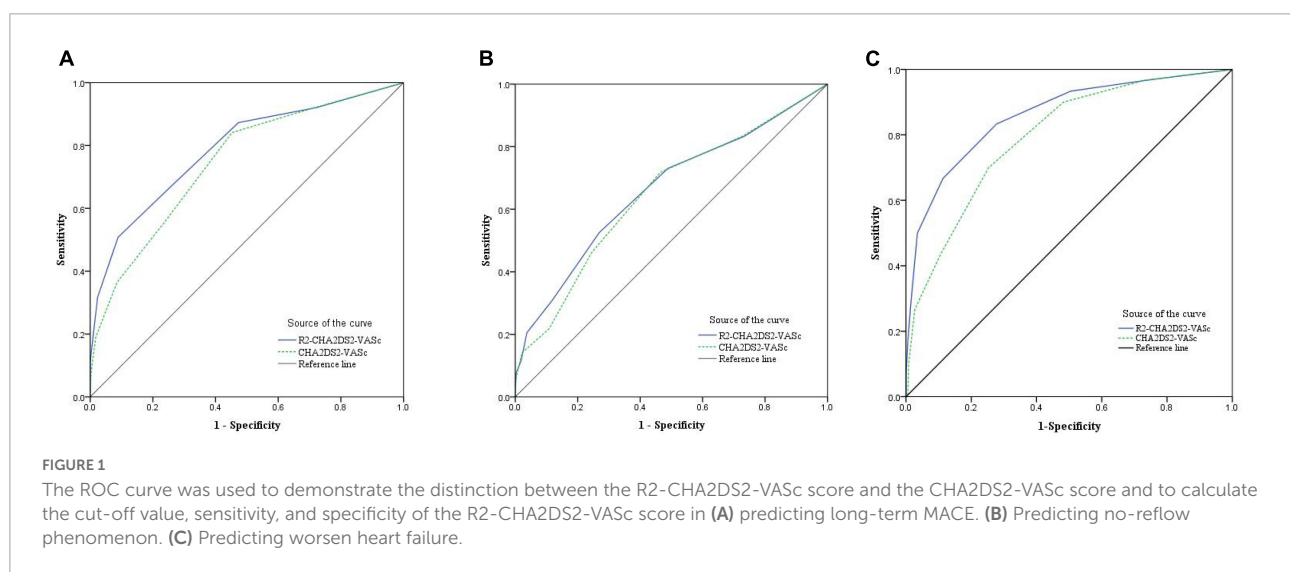 A
1.0
0.8
0.6
0.4
0.2
0.0
Sensitivity
0.0 0.2 0.4 0.6 0.8 1.0
1 - Specificity
Source of the curve
R2-CHA2DS2-VASc
CHA2DS2-VASc
Reference line
B
1.0
0.8
0.6
0.4
0.2
0.0
Sensitivity
0.0 0.2 0.4 0.6 0.8 1.0
1 - Specificity
Source of the curve
R2-CHA2DS2-VASc
CHA2DS2-VASc
Reference line
C
1.0
0.8
0.6
0.4
0.2
0.0
Sensitivity
0.0 0.2 0.4 0.6 0.8 1.0
1-Specificity
Source of the curve
R2-CHA2DS2-VASc
CHA2DS2-VASc
Reference line
FIGURE 1
The ROC curve was used to demonstrate the distinction between the R2-CHA2DS2-VASc score and the CHA2DS2-VASc score and to calculate
the cut-off value, sensitivity, and specificity of the R2-CHA2DS2-VASc score in (A) predicting long-term MACE. (B) Predicting no-reflow
phenomenon. (C) Predicting worsen heart failure.